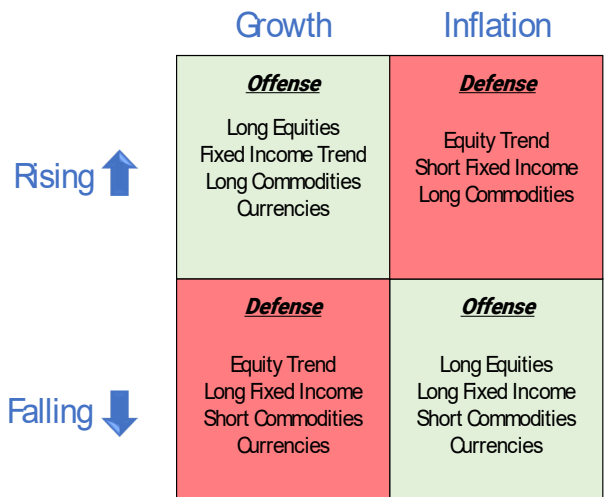 Growth Inflation
Rising
Offense
Long Equities
Fixed Income Trend
Long Commodities
Currencies
Defense
Equity Trend
Short Fixed Income
Long Commodities
Falling
Defense
Equity Trend
Long Fixed Income
Short Commodities
Currencies
Offense
Long Equities
Long Fixed Income
Short Commodities
Currencies